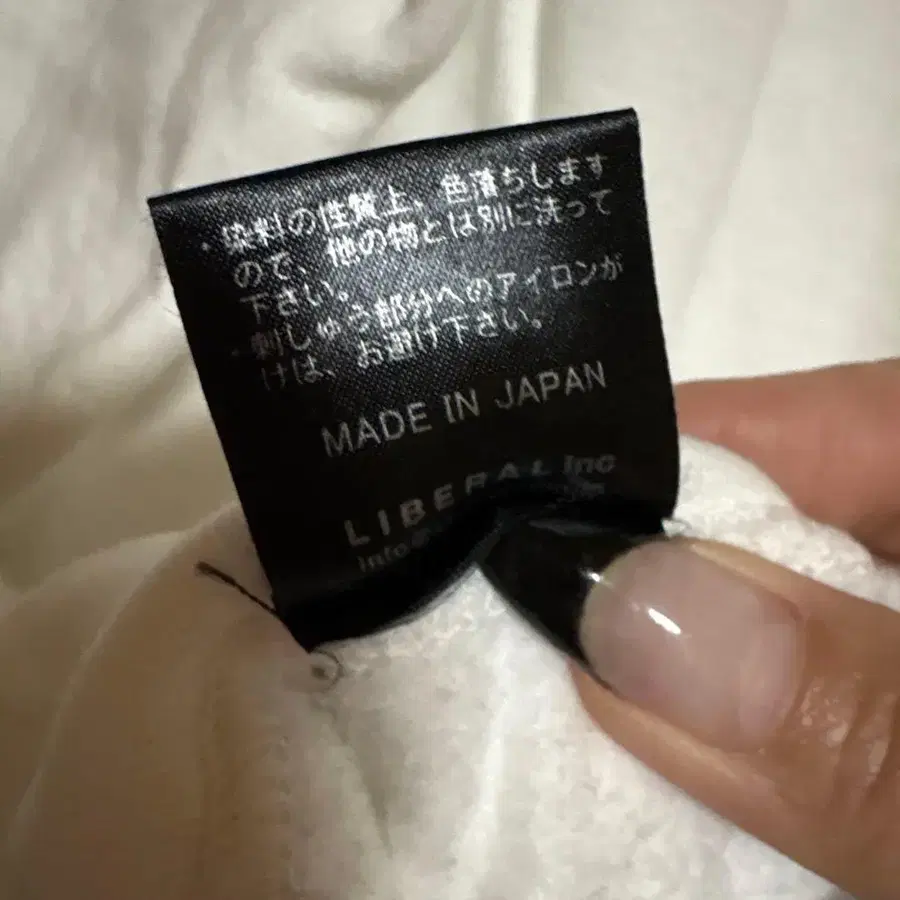 ・染料の性質上、色落ちします
ので、他の物とは別に洗って
下さい。
・刺しゅう部分へのアイロンが
けは、お避け下さい。
MADE IN JAPAN
LIBERAL inc